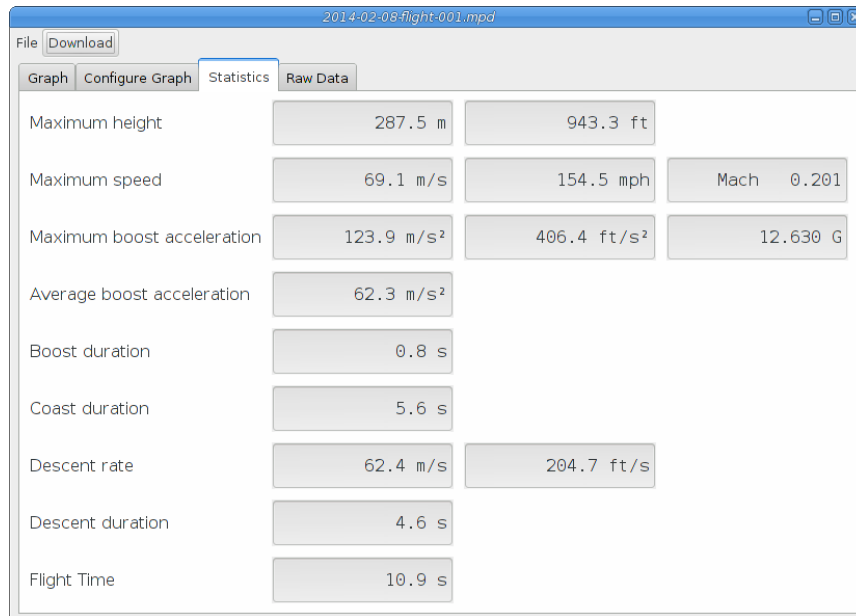 2014-02-08-flight-001.mpd
File Download
Graph Configure Graph Statistics Raw Data
Maximum height 287.5 m 943.3 ft
Maximum speed 69.1 m/s 154.5 mph Mach 0.201
Maximum boost acceleration 123.9 m/s² 406.4 ft/s² 12.630 G
Average boost acceleration 62.3 m/s²
Boost duration 0.8 s
Coast duration 5.6 s
Descent rate 62.4 m/s 204.7 ft/s
Descent duration 4.6 s
Flight Time 10.9 s